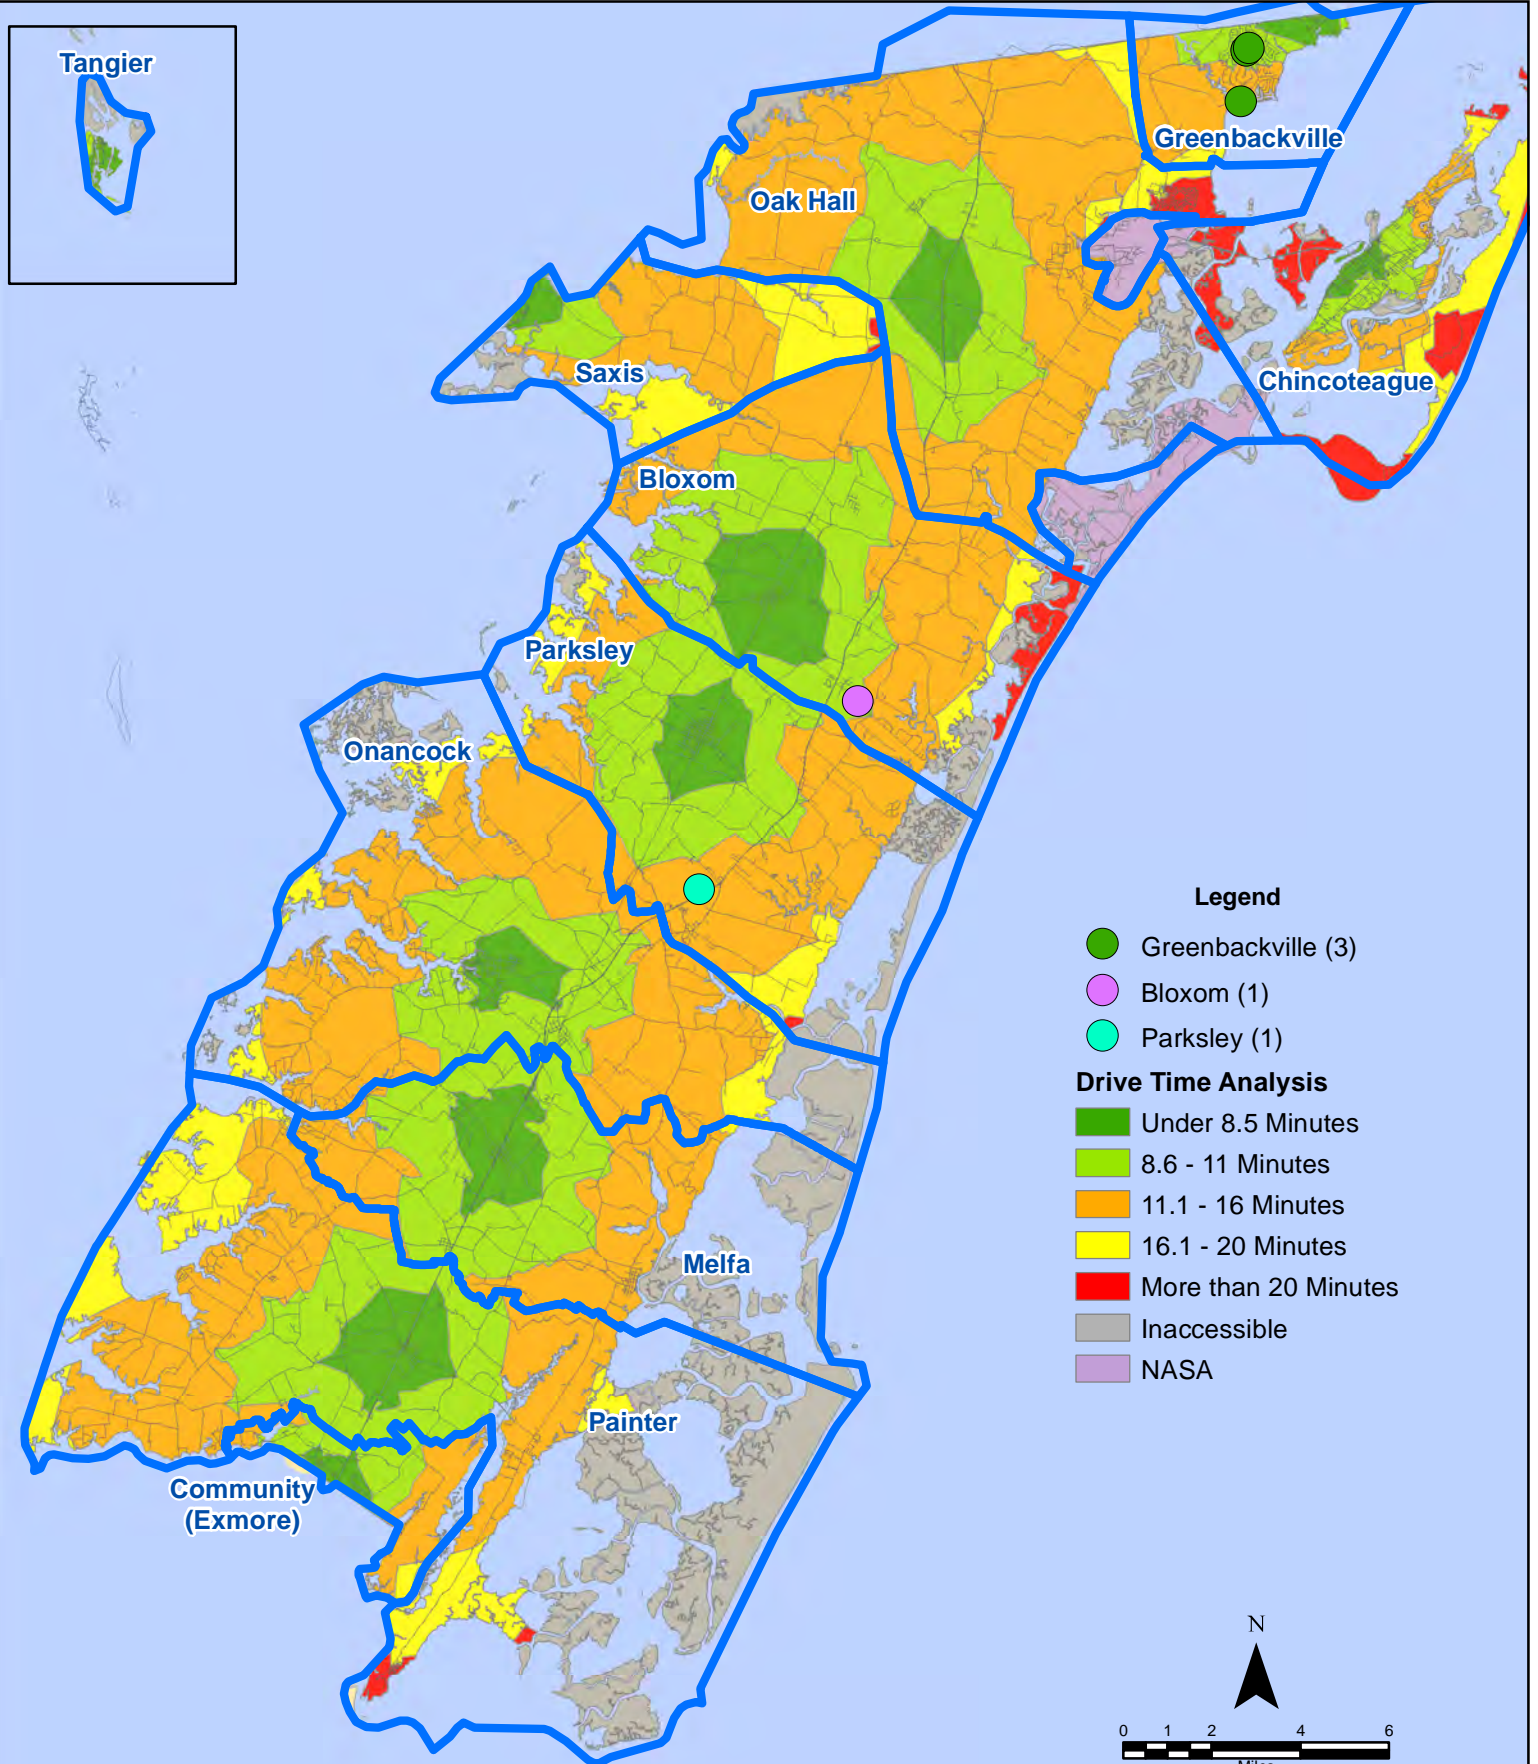 Tangier
Greenbackville
Oak Hall
Saxis
Chincoteague
Bloxom
Parksley
Onancock
Melfa
Painter
Community
(Exmore)
Legend
Greenbackville (3)
Bloxom (1)
Parksley (1)
Drive Time Analysis
Under 8.5 Minutes
8.6 - 11 Minutes
11.1 - 16 Minutes
16.1 - 20 Minutes
More than 20 Minutes
Inaccessible
NASA
N
0 1 2 4 6
Miles